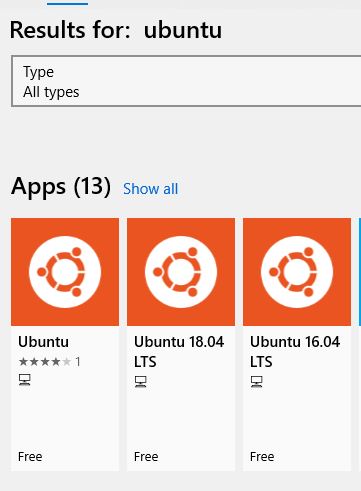 Results for: ubuntu
Type
All types
Apps (13) Show all
Ubuntu
1
Free
Ubuntu 18.04
LTS
Free
Ubuntu 16.04
LTS
Free